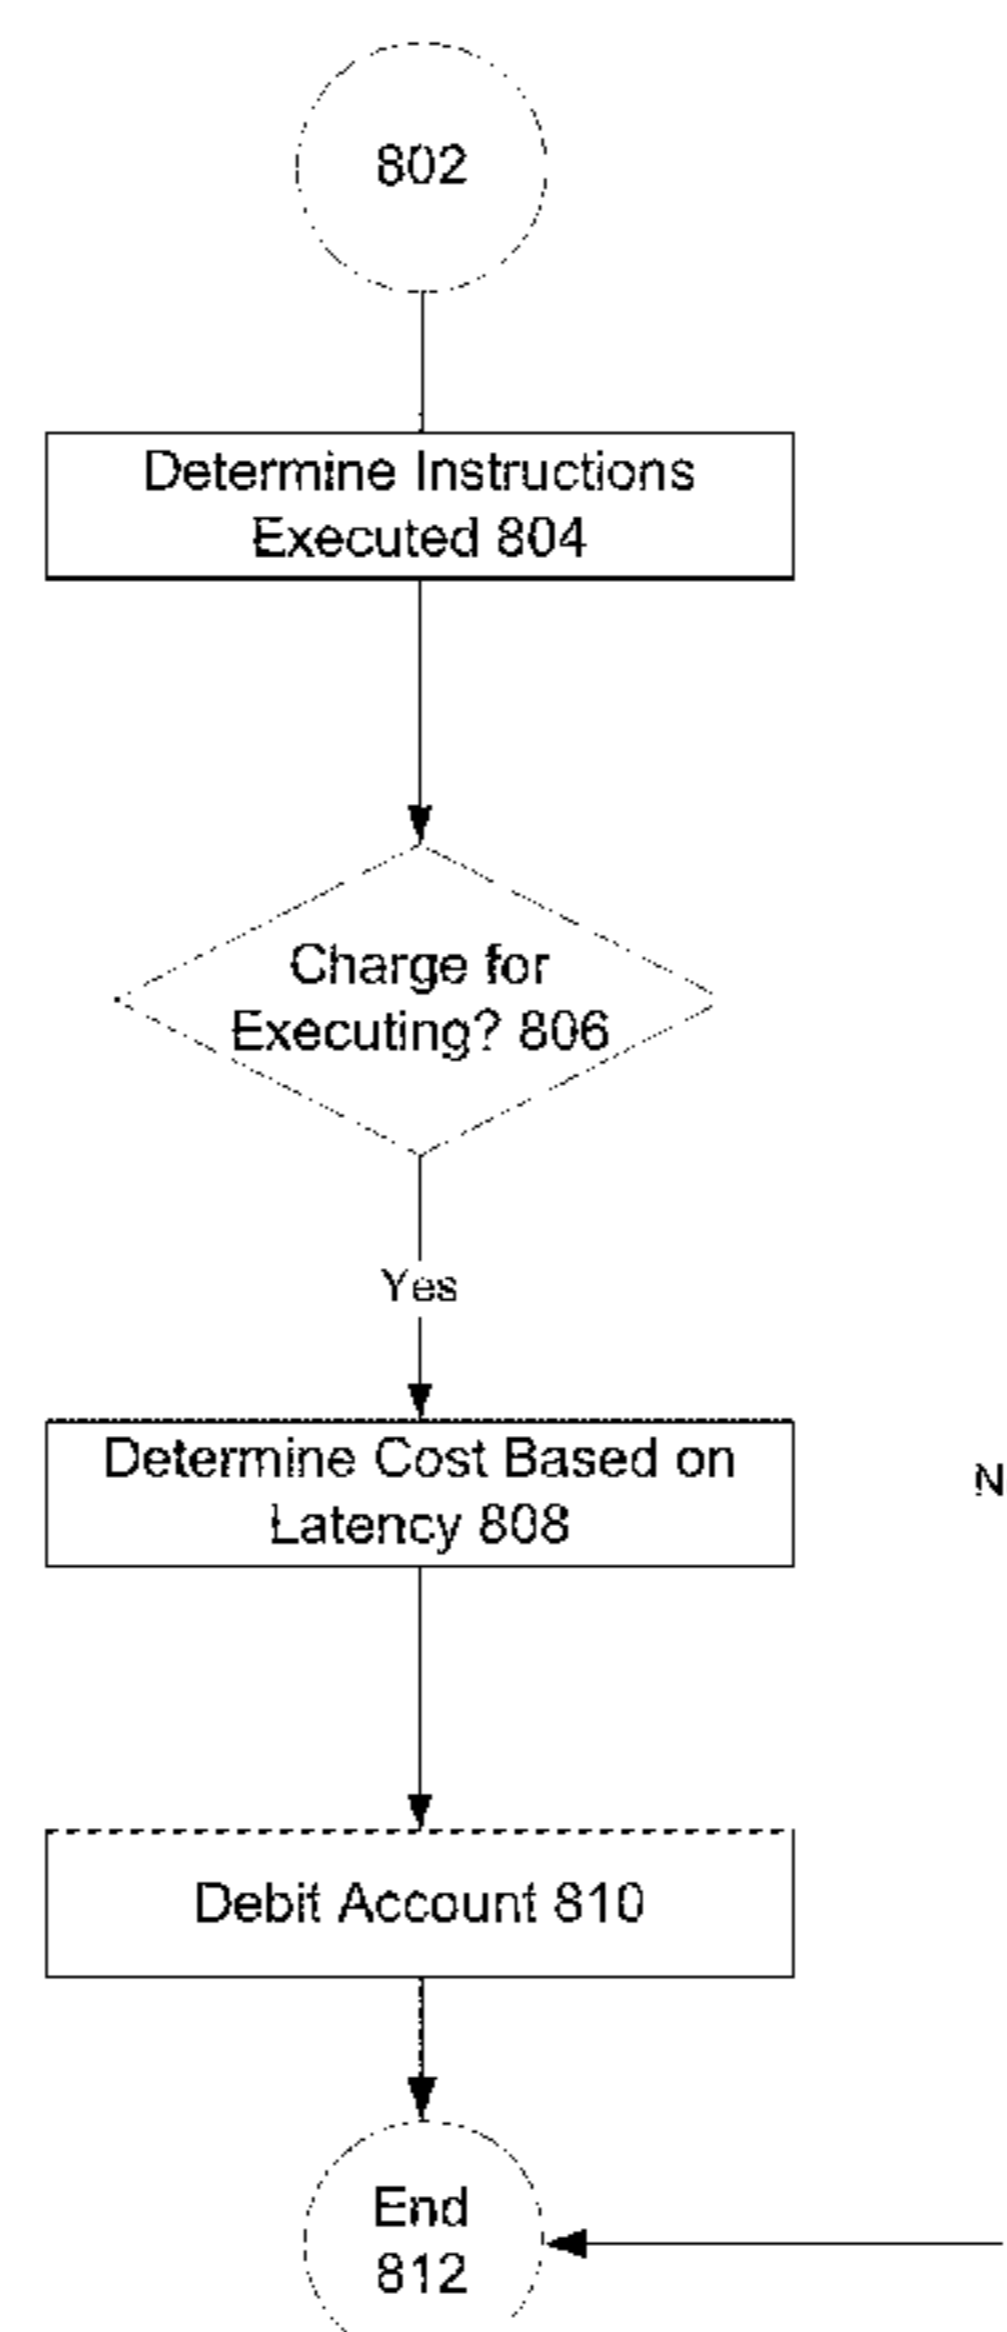 802
Determine Instructions
Executed 804
Charge for
Executing? 806
Yes
Determine Cost Based on
Latency 808
N
Debit Account 810
End
812